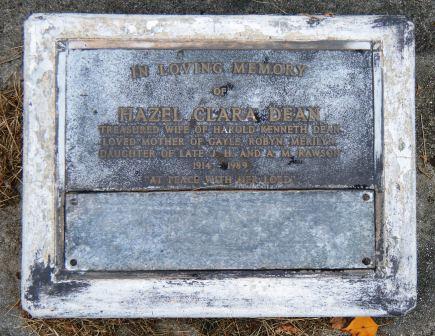 IN LOVING MEMORY
OF
HAZEL CLARA DEAN
TREASURED WIFE OF HAROLD KENNETH DEAN
LOVED MOTHER OF GAYLE, ROBYN, MERILYN
DAUGHTER OF LATE J. H. AND A. M. RAWSON
1914 - 1989
"AT PEACE WITH HER LORD"